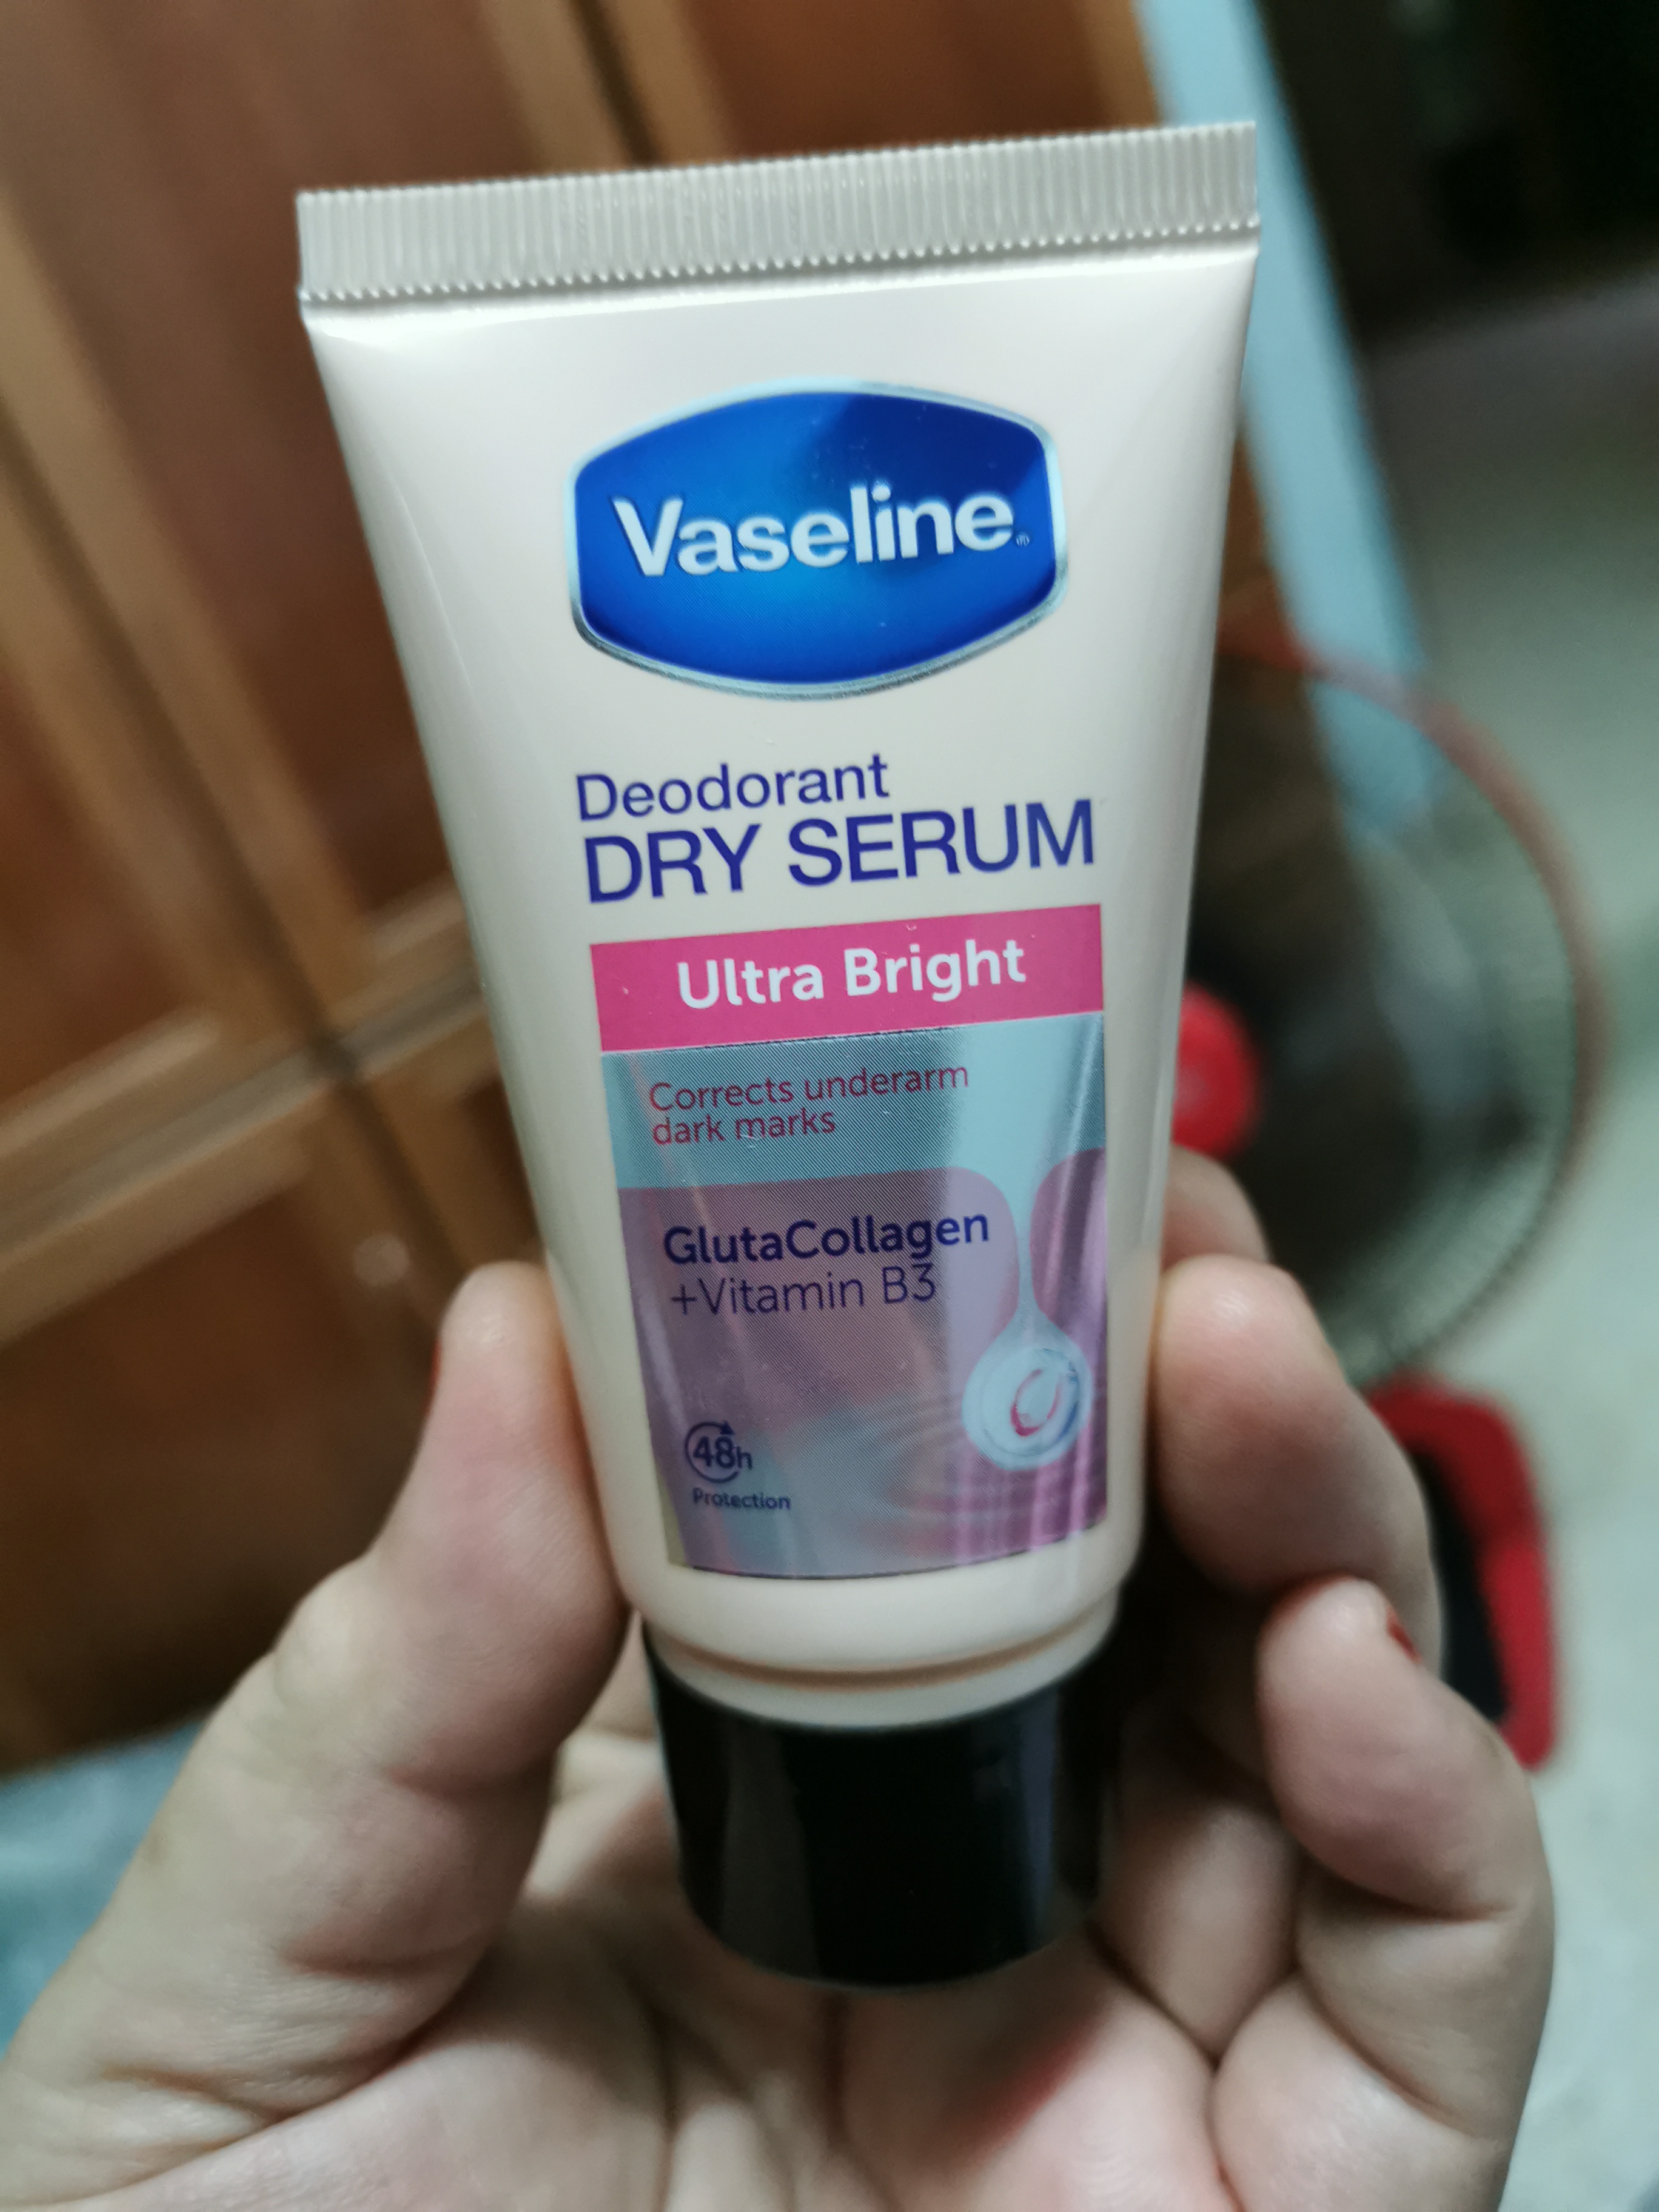 Vaseline
Deodorant
DRY SERUM
Ultra Bright
Corrects underarm
dark marks
GlutaCollagen
+Vitamin B3
48h
Protection